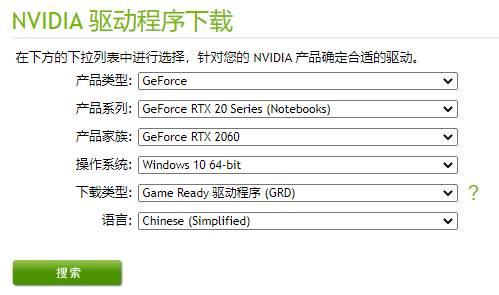 NVIDIA 驱动程序下载
在下方的下拉列表中进行选择，针对您的 NVIDIA 产品确定合适的驱动。
产品类型: GeForce
产品系列: GeForce RTX 20 Series (Notebooks)
产品家族: GeForce RTX 2060
操作系统: Windows 10 64-bit
下载类型: Game Ready 驱动程序 (GRD) ?
语言: Chinese (Simplified)
搜索